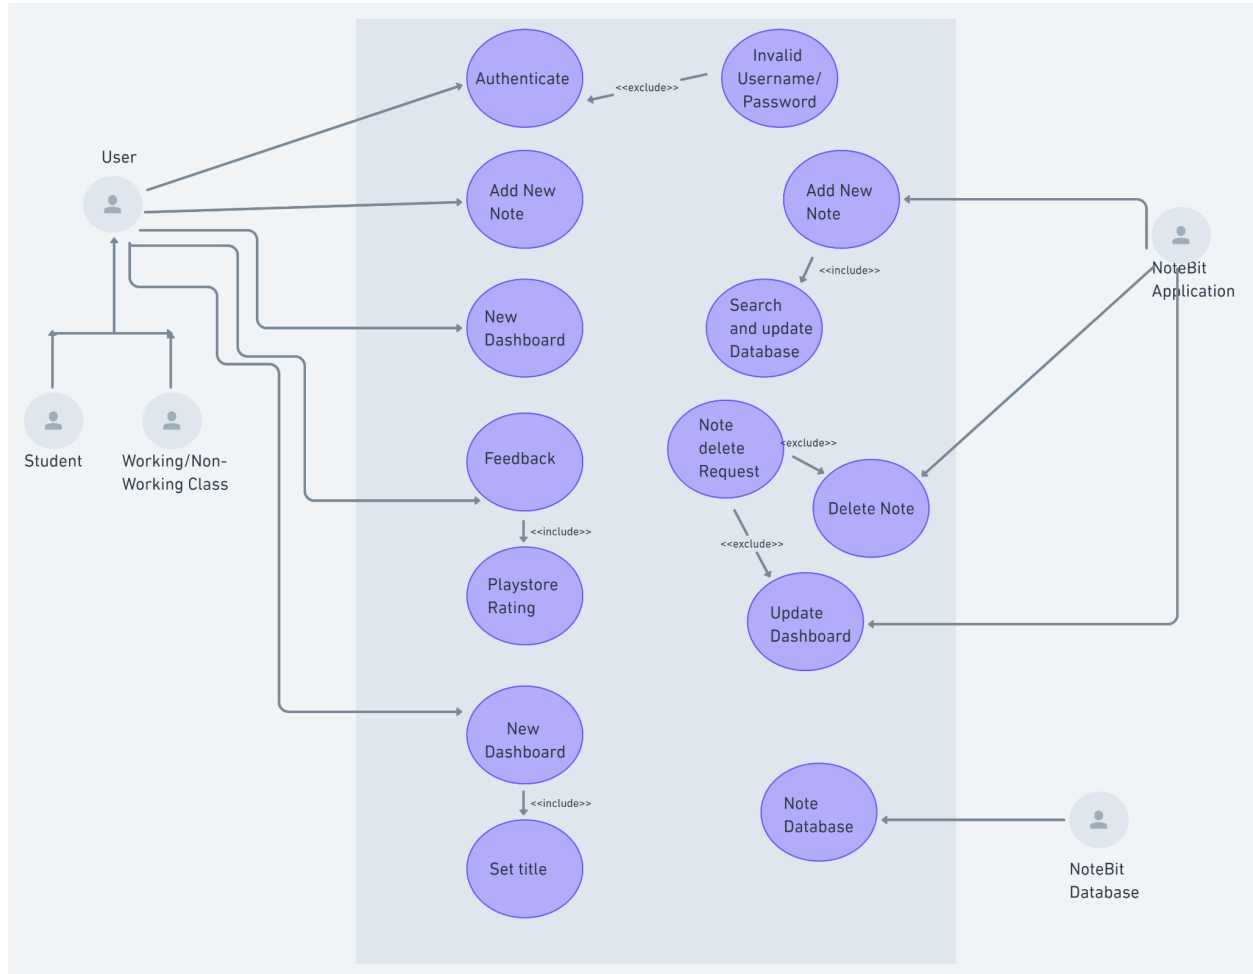 Authenticate
<<exclude>>
Invalid
Username/
Password
User
Add New
Note
Add New
Note
<<include>>
NoteBit
Application
New
Dashboard
Search
and update
Database
Student
Working/Non-
Working Class
Feedback
Note
delete
Request
<exclude>>
Delete Note
<<include>>
<<exclude>>
Playstore
Rating
Update
Dashboard
New
Dashboard
<<include>>
Note
Database
Set title
NoteBit
Database